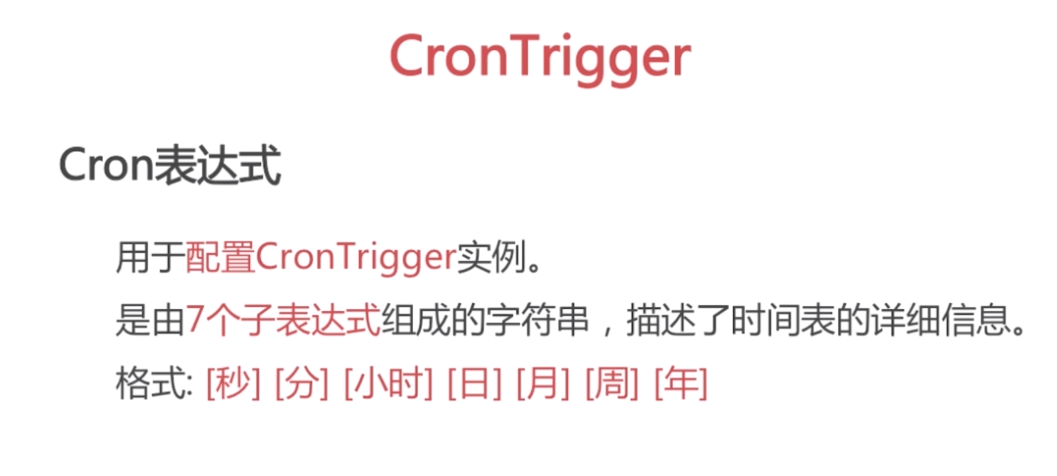 CronTrigger
Cron表达式
用于配置CronTrigger实例。
是由7个子表达式组成的字符串，描述了时间表的详细信息。
格式: [秒] [分] [小时] [日] [月] [周] [年]